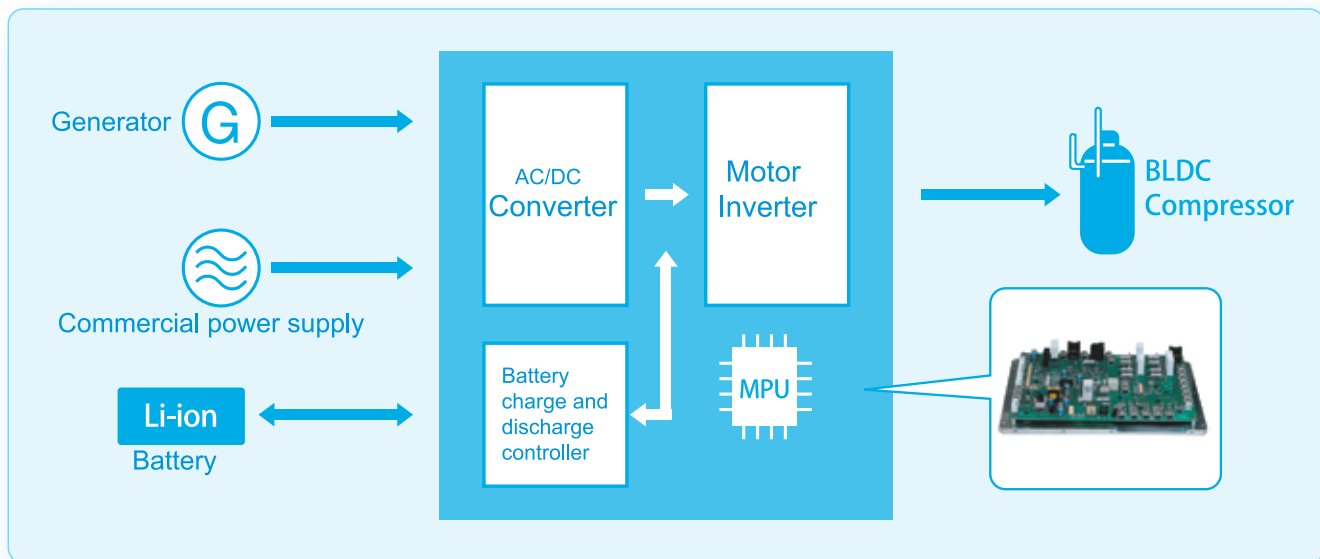 Generator
G
Commercial power supply
Li-ion
Battery
AC/DC
Converter
Motor
Inverter
Battery
charge and
discharge
controller
MPU
BLDC
Compressor